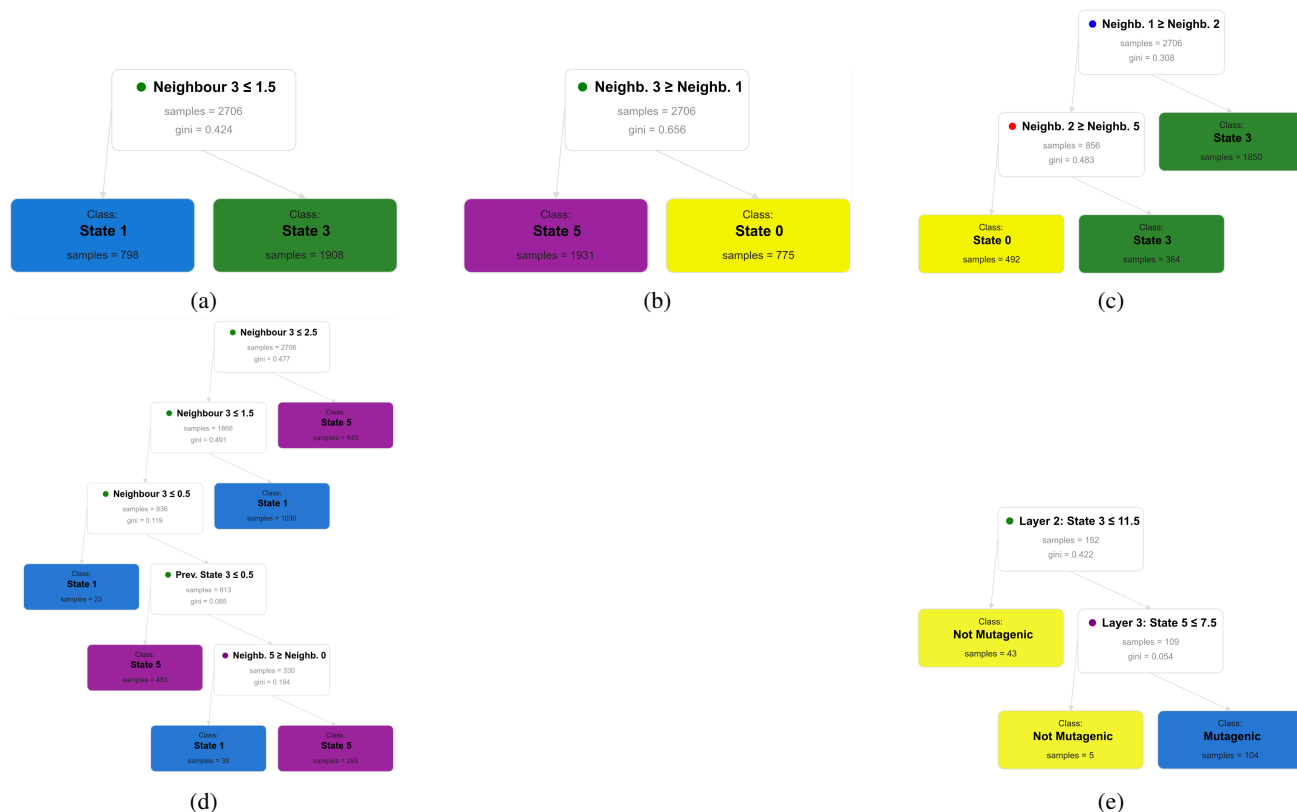 Neighbour 3 ≤ 1.5
samples = 2706
gini = 0.424
Class:
State 1
samples = 798
Class:
State 3
samples = 1908
(a)
Neighb. 3 ≥ Neighb. 1
samples = 2706
gini = 0.656
Class:
State 5
samples = 1931
Class:
State 0
samples = 775
(b)
Neighb. 1 ≥ Neighb. 2
samples = 2706
gini = 0.308
Neighb. 2 ≥ Neighb. 5
samples = 856
gini = 0.483
Class:
State 3
samples = 1850
Class:
State 0
samples = 492
Class:
State 3
samples = 364
(c)
Neighbour 3 ≤ 2.5
samples = 2706
gini = 0.477
Neighbour 3 ≤ 1.5
samples = 1866
gini = 0.491
Class:
State 5
samples = 840
Neighbour 3 ≤ 0.5
samples = 836
gini = 0.119
Class:
State 1
samples = 1030
Class:
State 1
samples = 23
Prev. State 3 ≤ 0.5
samples = 813
gini = 0.085
Class:
State 5
samples = 483
Neighb. 5 ≥ Neighb. 0
samples = 330
gini = 0.194
Class:
State 1
samples = 38
Class:
State 5
samples = 292
(d)
Layer 2: State 3 ≤ 11.5
samples = 152
gini = 0.422
Class:
Not Mutagenic
samples = 43
Layer 3: State 5 ≤ 7.5
samples = 109
gini = 0.054
Class:
Not Mutagenic
samples = 5
Class:
Mutagenic
samples = 104
(e)